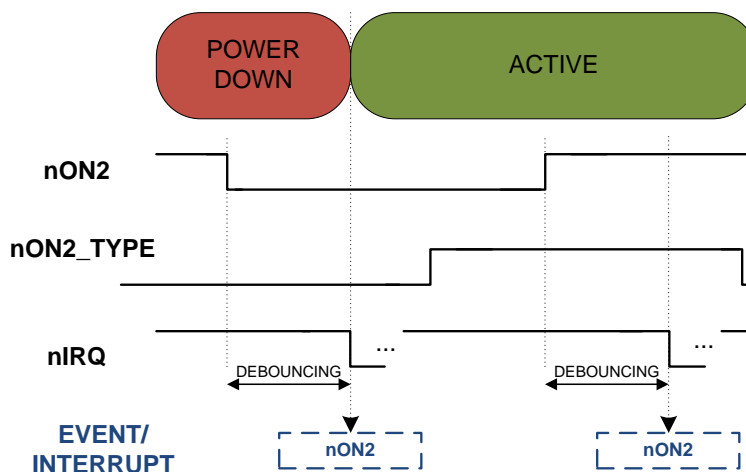 POWER
DOWN
ACTIVE
nON2
nON2_TYPE
nIRQ
...
...
DEBOUNCING
DEBOUNCING
EVENT/
INTERRUPT
nON2
nON2